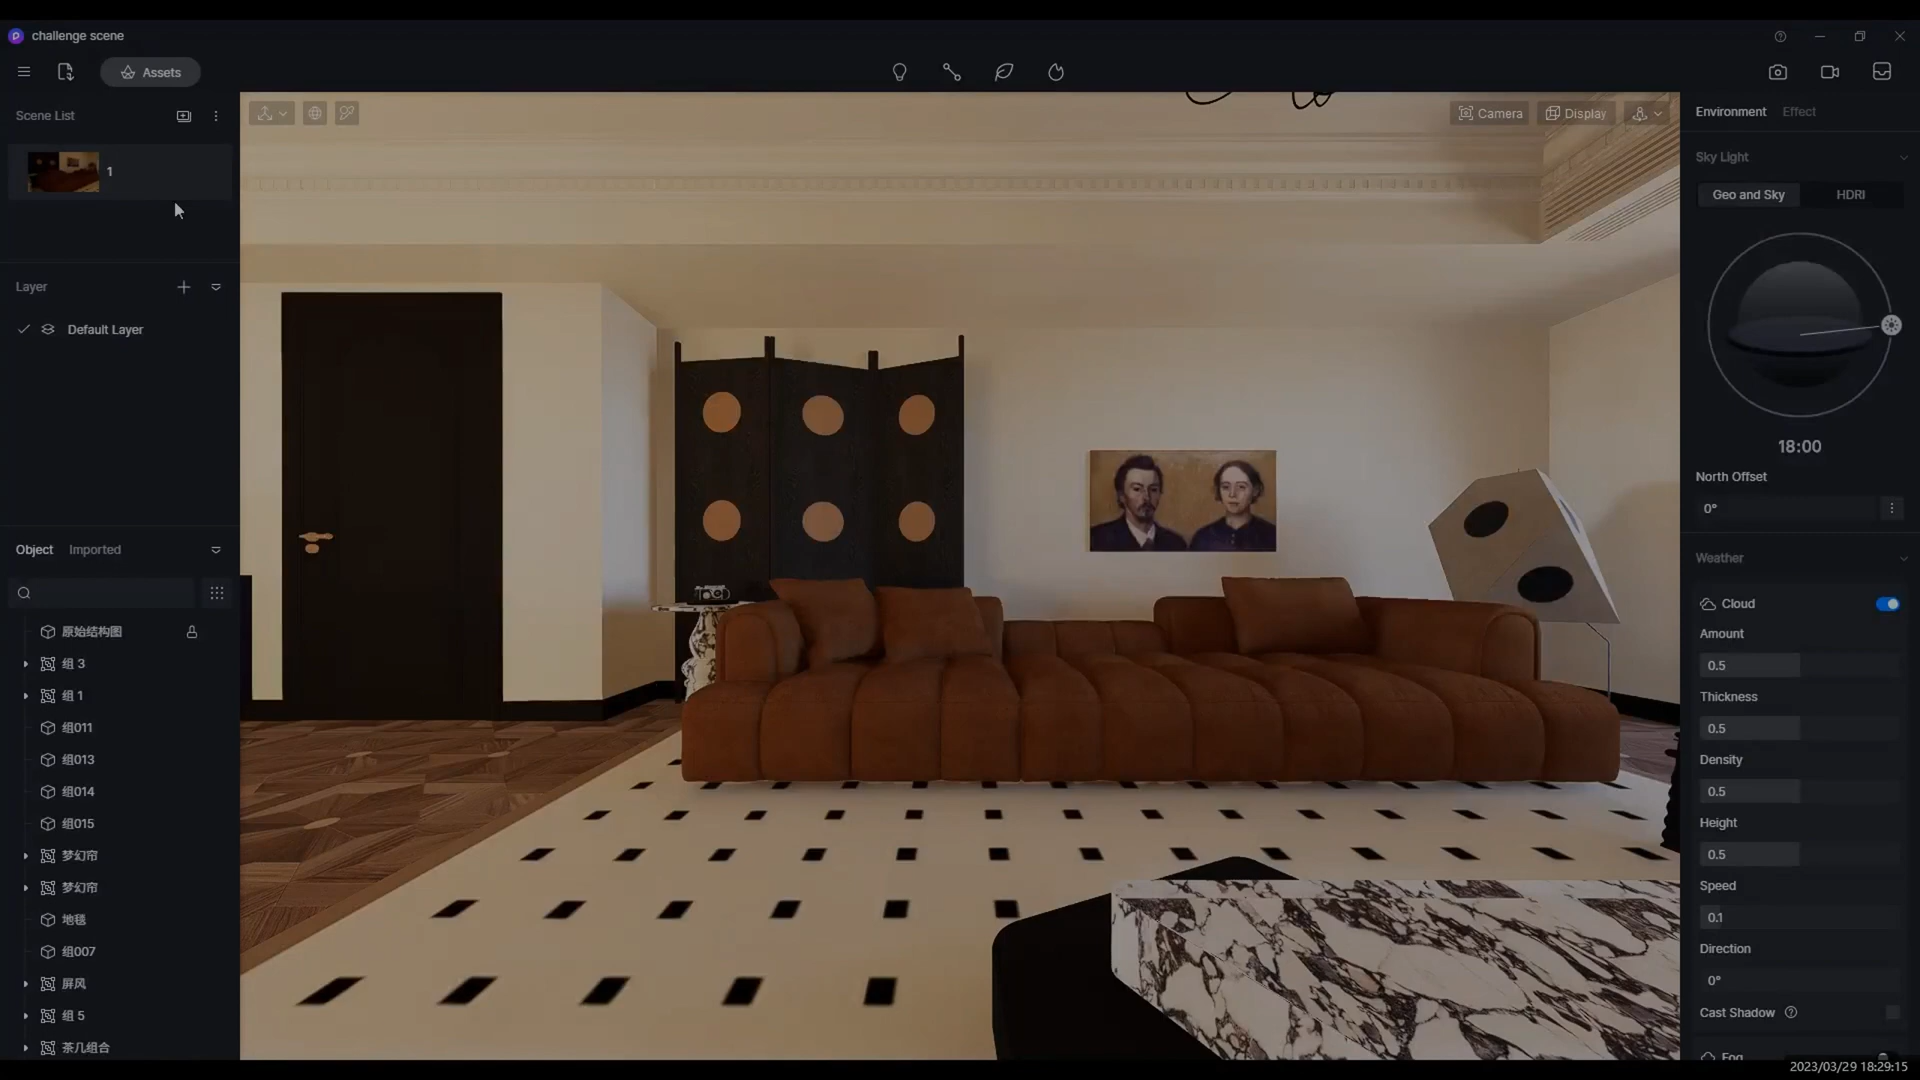 challenge scene
Assets
Scene List
1
Layer
Default Layer
Object Imported
原始结构图
组 3
组 1
组011
组013
组014
组015
梦幻帘
梦幻帘
地毯
组007
屏风
组 5
茶几组合
Camera Display
Environment Effect
Sky Light
Geo and Sky HDRI
18:00
North Offset
0°
Weather
Cloud
Amount
0.5
Thickness
0.5
Density
0.5
Height
0.5
Speed
0.1
Direction
0°
Cast Shadow
Fog
2023/03/29 18:29:15